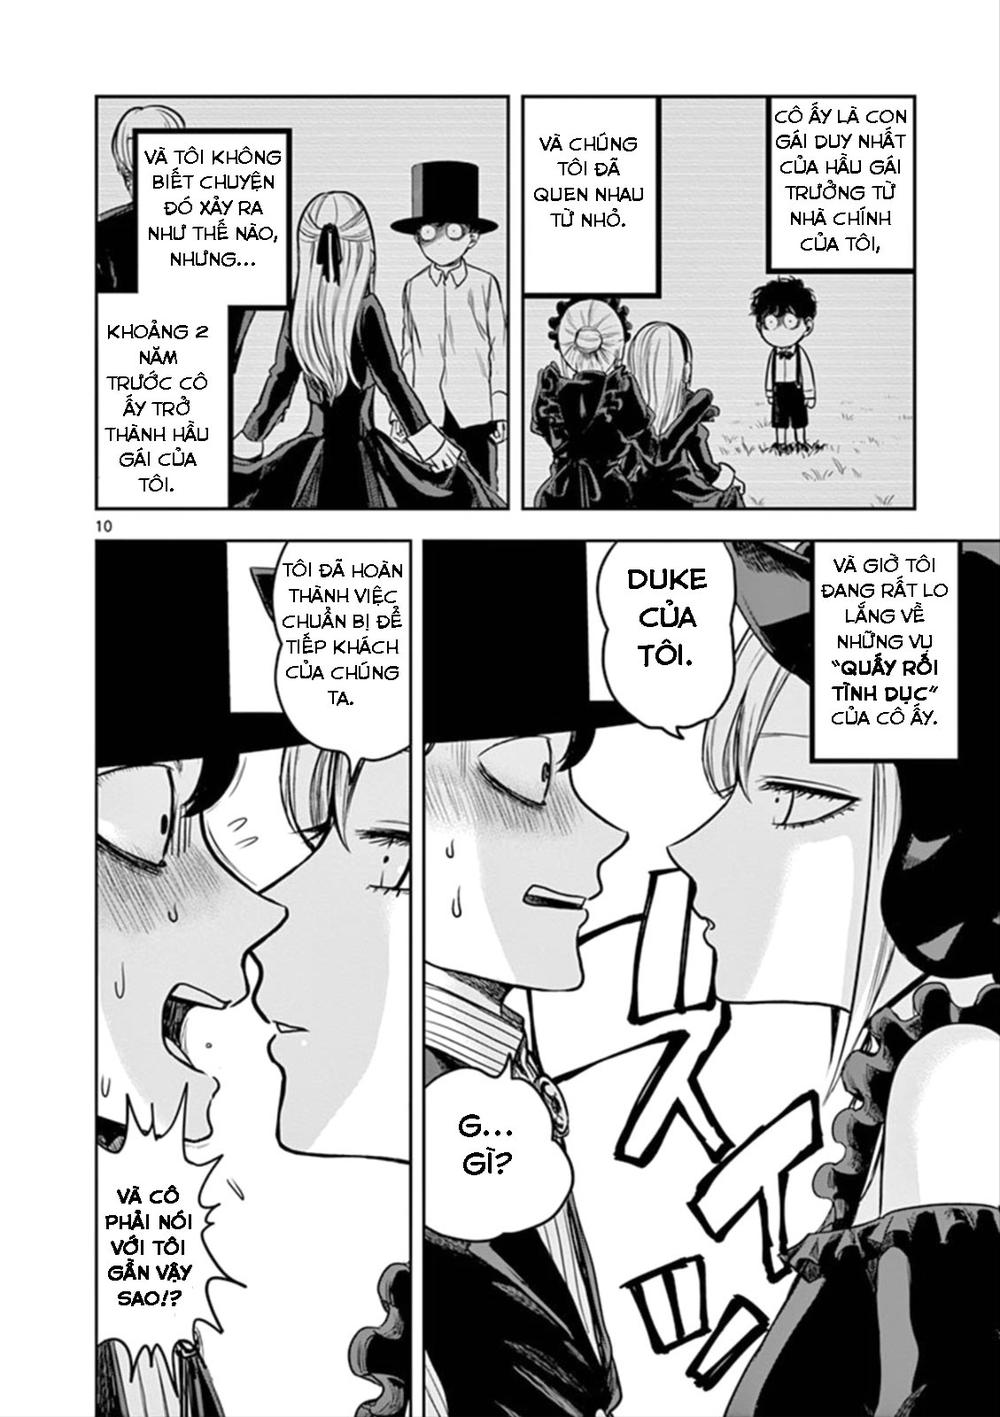 CÔ ẤY LÀ CON
GÁI DUY NHẤT
CỦA HẦU GÁI
TRƯỞNG TỪ
NHÀ CHÍNH
CỦA TÔI,
VÀ CHÚNG
TÔI ĐÃ
QUEN NHAU
TỪ NHỎ.
VÀ TÔI KHÔNG
BIẾT CHUYỆN
ĐÓ XẢY RA
NHƯ THẾ NÀO,
NHƯNG...
KHOẢNG 2
NĂM
TRƯỚC CÔ
ẤY TRỞ
THÀNH HẦU
GÁI CỦA
TÔI.
10
VÀ GIỜ TÔI
ĐANG RẤT LO
LẮNG VỀ
NHỮNG VỤ
“QUẤY RỐI
TÌNH DỤC”
CỦA CÔ ẤY.
DUKE
CỦA
TÔI.
ズイッ
G...
GÌ?
TÔI ĐÃ HOÀN
THÀNH VIỆC
CHUẨN BỊ ĐỂ
TIẾP KHÁCH
CỦA CHÚNG
TA.
VÀ CÔ
PHẢI NÓI
VỚI TÔI
GẦN VẬY
SAO!?